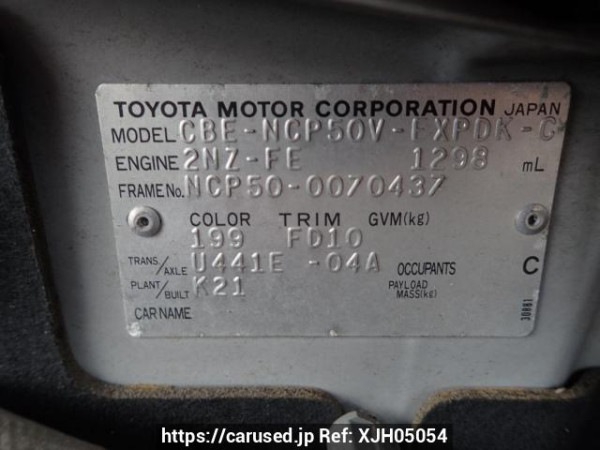 TOYOTA MOTOR CORPORATION JAPAN
MODEL CBE-NCP50V-FXPDK-C
ENGINE 2NZ-FE 1298 mL
FRAME No. NCP50-0070437
COLOR TRIM GVM(kg)
199 FD10
TRANS/AXLE U441E -04A OCCUPANTS C
PLANT/BUILT K21 PAYLOAD MASS(kg)
CAR NAME
30881
https://carused.jp Ref: XJH05054